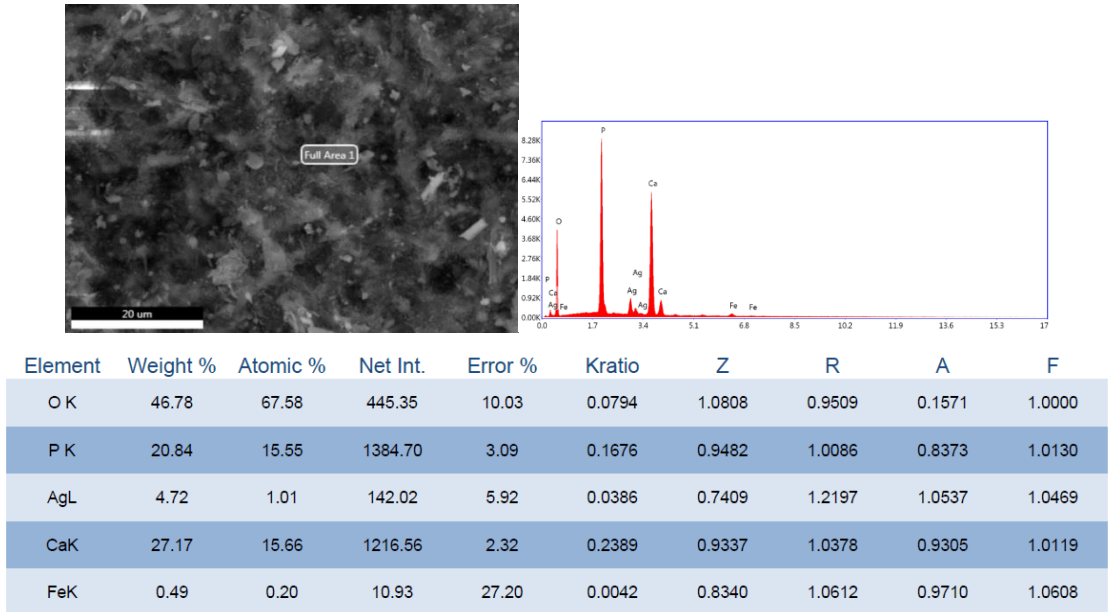 Full Area 1
20 um
8.28K
7.36K
6.44K
5.52K
4.60K
3.68K
2.76K
1.84K
0.92K
0.00K
P
Ca
O
P
Ca
Ag
Fe
Ag
Ag
Ag
Ca
Fe
Fe
0.0 1.7 3.4 5.1 6.8 8.5 10.2 11.9 13.6 15.3 17
Element Weight % Atomic % Net Int. Error % Kratio Z R A F
O K 46.78 67.58 445.35 10.03 0.0794 1.0808 0.9509 0.1571 1.0000
P K 20.84 15.55 1384.70 3.09 0.1676 0.9482 1.0086 0.8373 1.0130
AgL 4.72 1.01 142.02 5.92 0.0386 0.7409 1.2197 1.0537 1.0469
CaK 27.17 15.66 1216.56 2.32 0.2389 0.9337 1.0378 0.9305 1.0119
FeK 0.49 0.20 10.93 27.20 0.0042 0.8340 1.0612 0.9710 1.0608